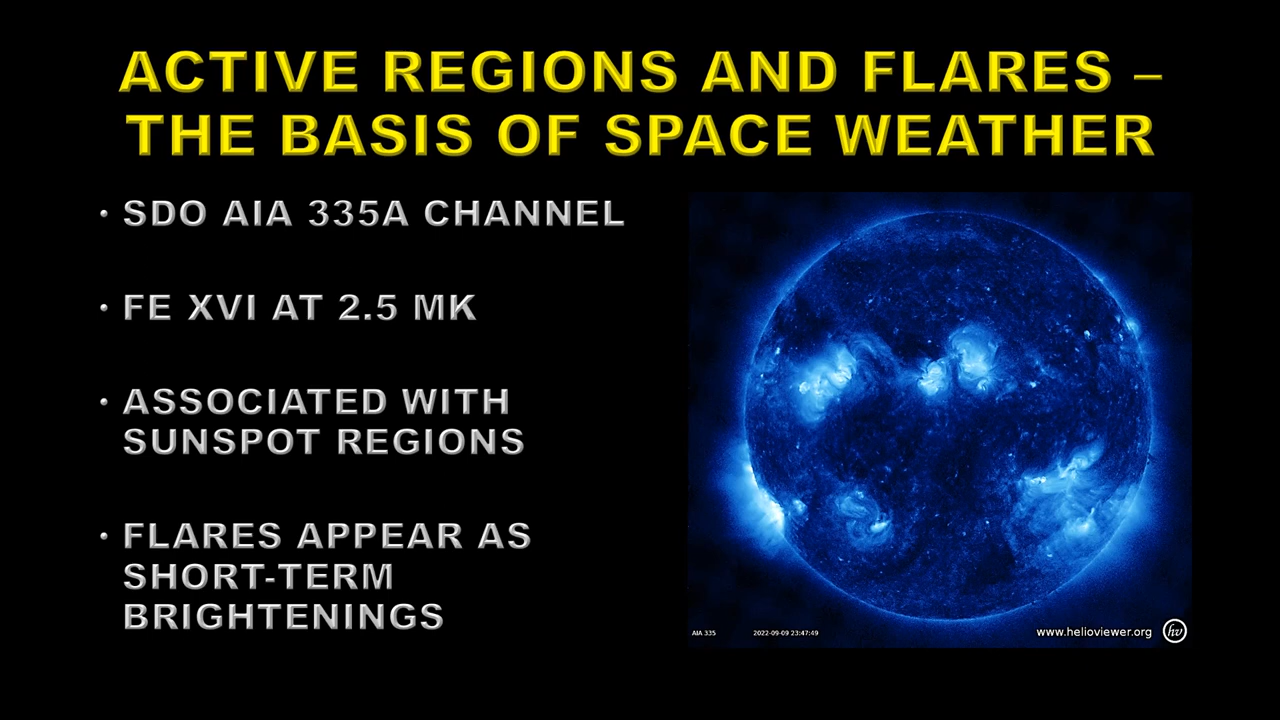 ACTIVE REGIONS AND FLARES –
THE BASIS OF SPACE WEATHER
• SDO AIA 335A CHANNEL
• FE XVI AT 2.5 MK
• ASSOCIATED WITH
SUNSPOT REGIONS
• FLARES APPEAR AS
SHORT-TERM
BRIGHTENINGS
AIA 335 2022-09-09 23:47:49
www.helioviewer.org hv